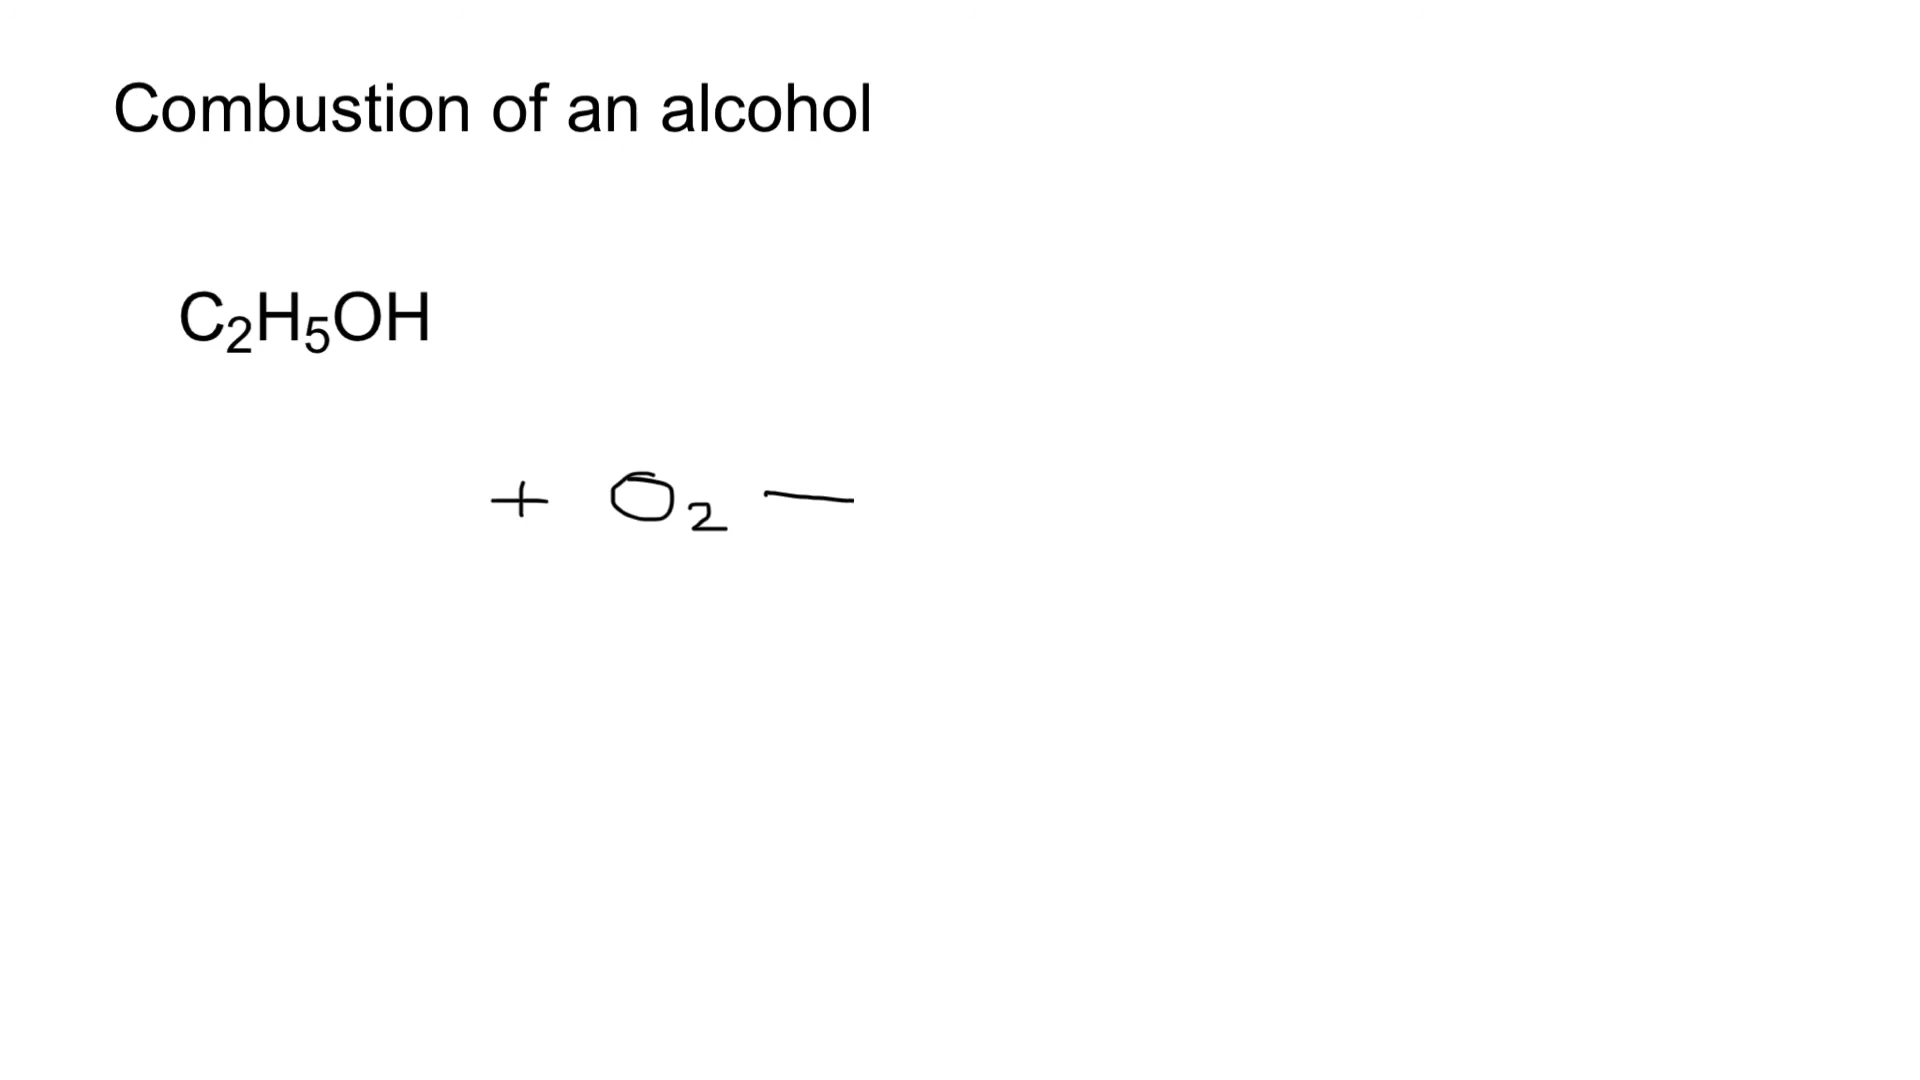 Combustion of an alcohol
C₂H₅OH
+ O₂ —